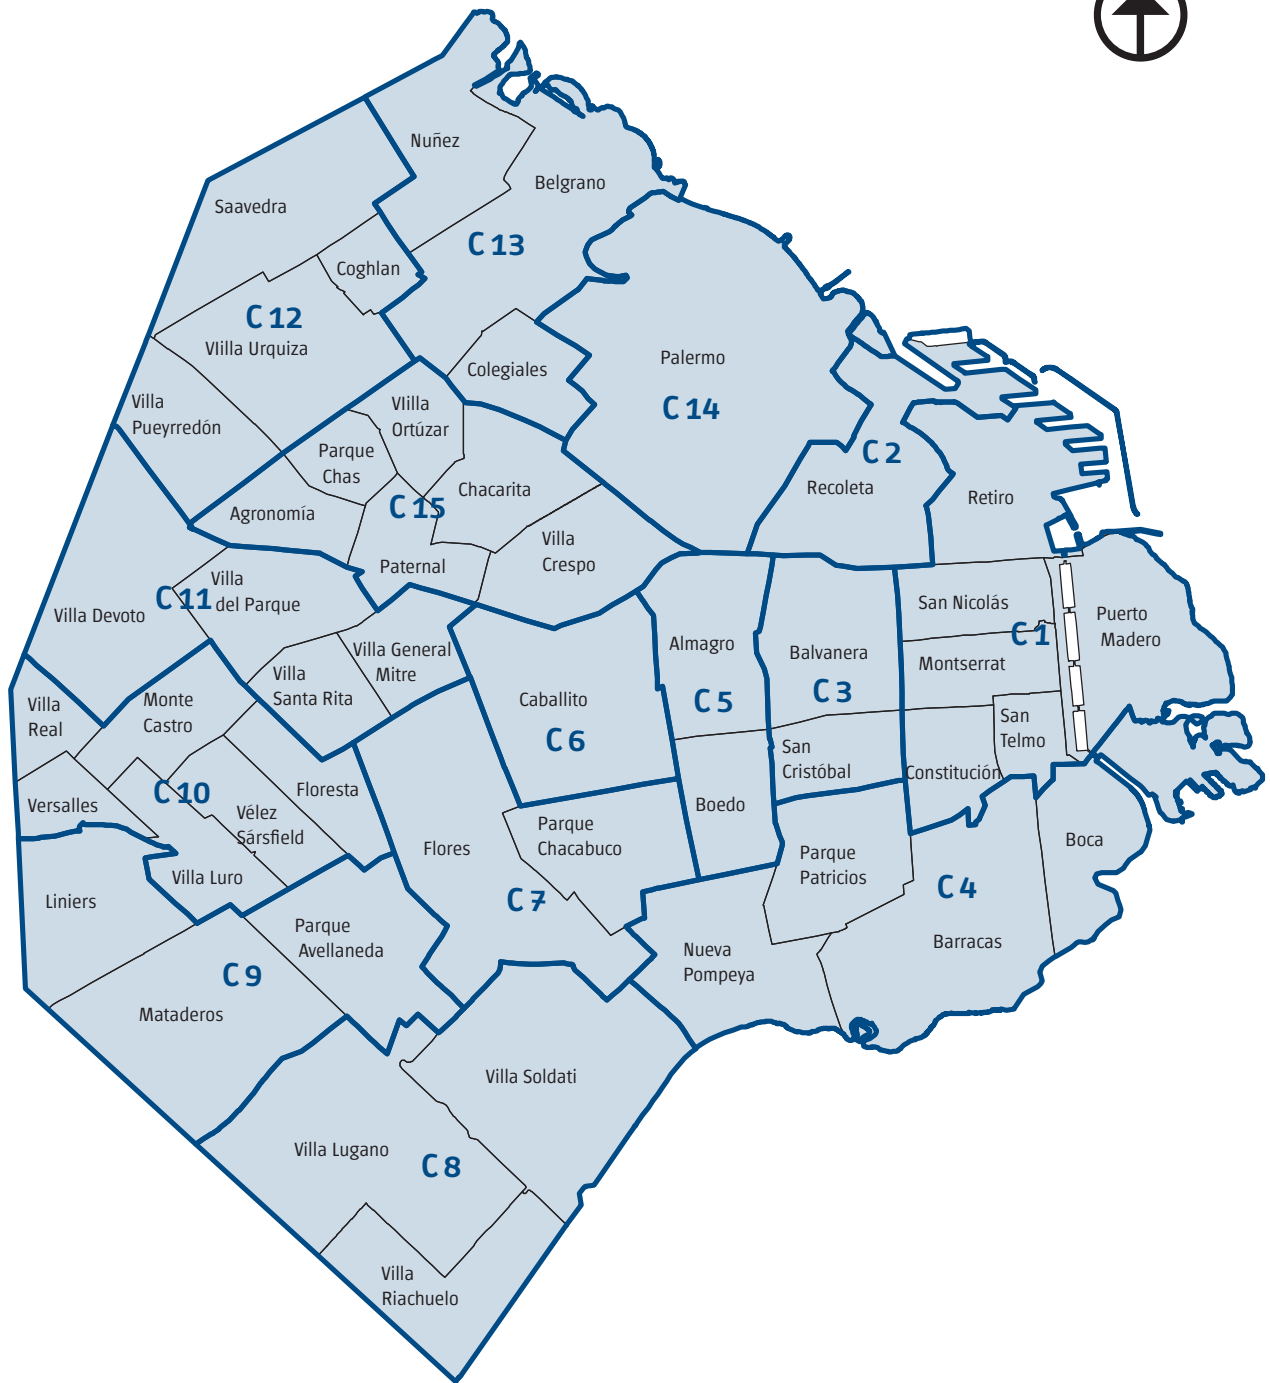 Nuñez
Belgrano
Saavedra
C 13
Coghlan
C 12
VIilla Urquiza
Palermo
Colegiales
C 14
Villa
Pueyrredón
VIilla
Ortúzar
Parque
Chas
C 2
Recoleta
Retiro
Chacarita
C 15
Agronomía
Villa
Crespo
Paternal
Villa
del Parque
C 11
Villa Devoto
San Nicolás
Puerto
Madero
C 1
Almagro
Balvanera
Montserrat
Villa General
Mitre
Villa
Santa Rita
C 3
C 5
Caballito
C 6
Monte
Castro
Villa
Real
San
Telmo
San
Cristóbal
Constitución
C 10
Floresta
Versalles
Vélez
Sársfield
Boedo
Parque
Chacabuco
Flores
Boca
Parque
Patricios
Villa Luro
C 4
Liniers
C 7
Parque
Avellaneda
Barracas
Nueva
Pompeya
C 9
Mataderos
Villa Soldati
Villa Lugano
C 8
Villa
Riachuelo